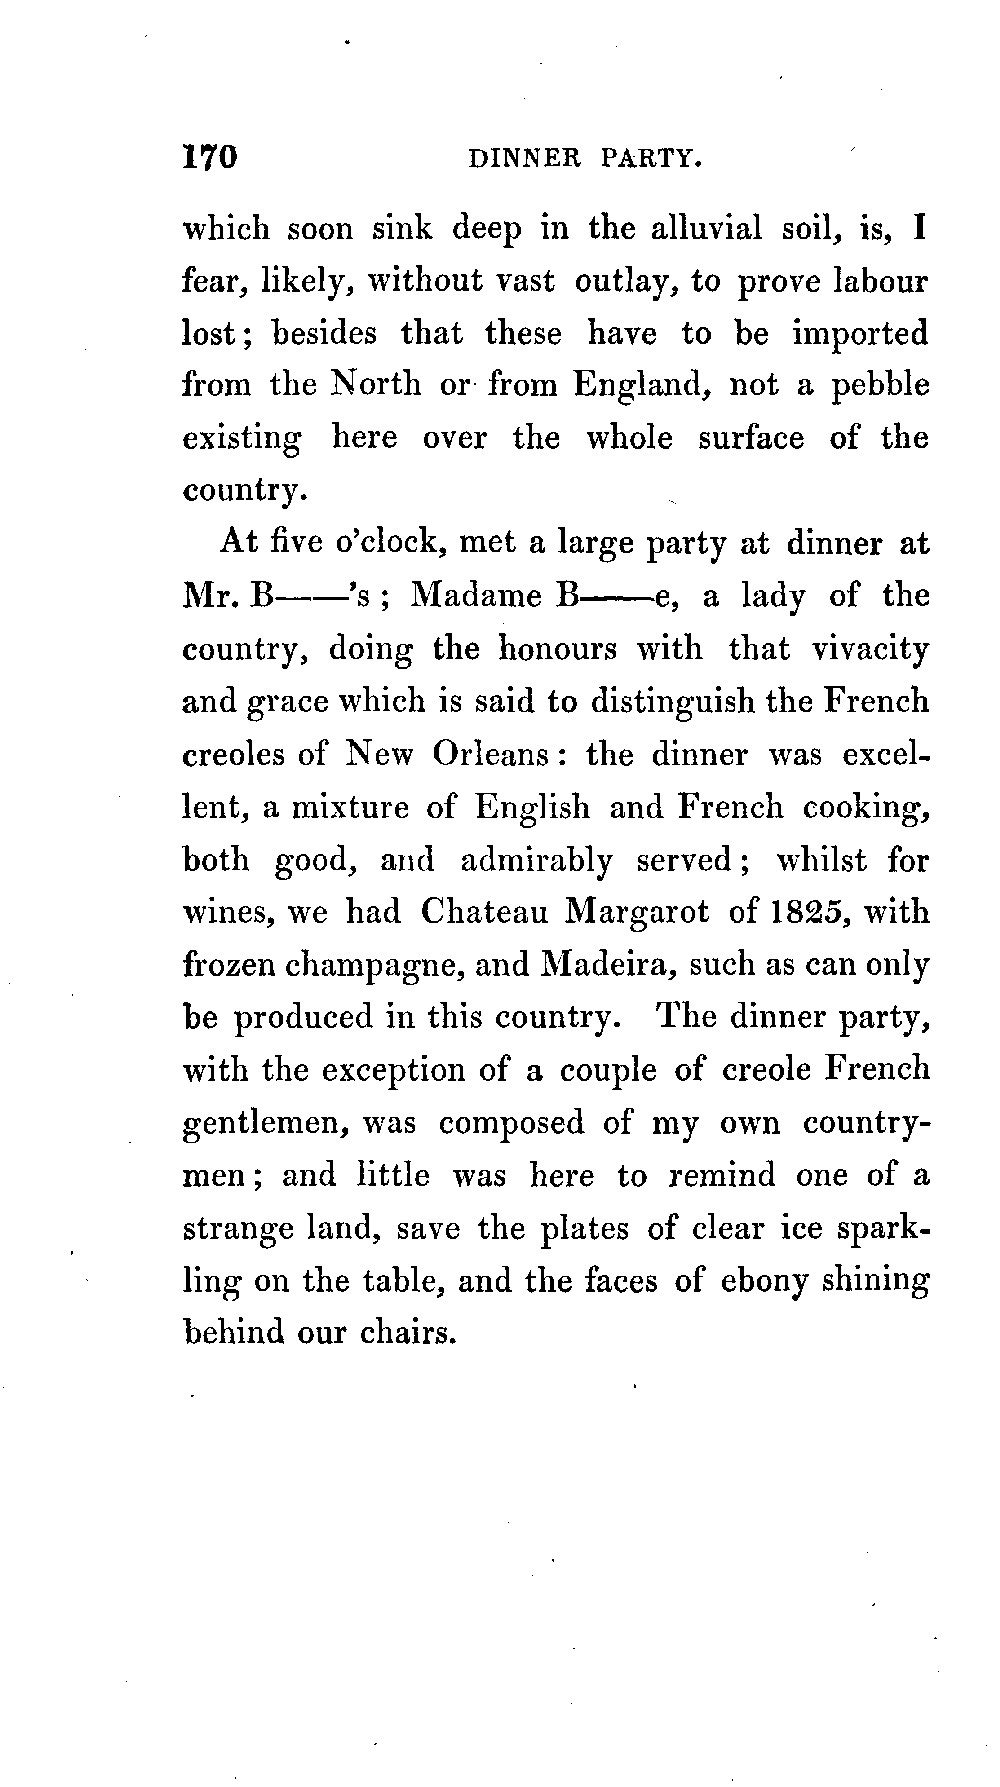 170 DINNER PARTY.
which soon sink deep in the alluvial soil, is, I
fear, likely, without vast outlay, to prove labour
lost; besides that these have to be imported
from the North or from England, not a pebble
existing here over the whole surface of the
country.
At five o'clock, met a large party at dinner at
Mr. B——'s; Madame B——e, a lady of the
country, doing the honours with that vivacity
and grace which is said to distinguish the French
creoles of New Orleans: the dinner was excel-
lent, a mixture of English and French cooking,
both good, and admirably served; whilst for
wines, we had Chateau Margarot of 1825, with
frozen champagne, and Madeira, such as can only
be produced in this country. The dinner party,
with the exception of a couple of creole French
gentlemen, was composed of my own country-
men; and little was here to remind one of a
strange land, save the plates of clear ice spark-
ling on the table, and the faces of ebony shining
behind our chairs.